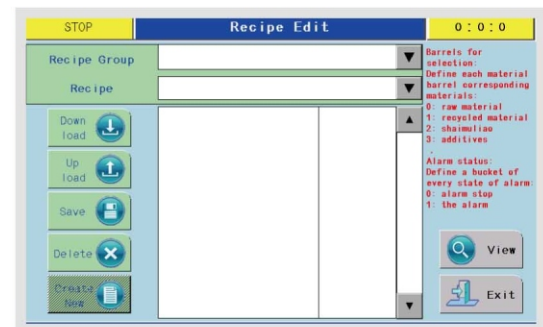 STOP
Recipe Edit
0:0:0
Recipe Group
Recipe
Down
load
Up
load
Save
Delete
Create
New
Barrels for
selection:
Define each material
barrel corresponding
materials:
0: raw material
1: recycled material
2: shaimuliao
3: additives
.
Alarm status:
Define a bucket of
every state of alarm:
0: alarm stop
1: the alarm
View
Exit